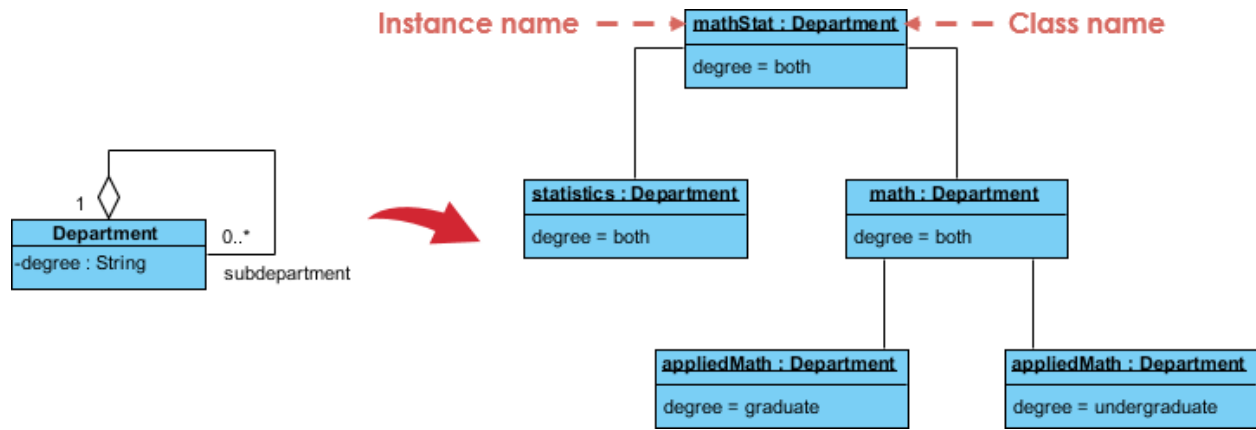 Instance name
mathStat : Department
Class name
degree = both
statistics : Department
degree = both
math : Department
degree = both
1
Department
-degree : String
0..*
subdepartment
appliedMath : Department
degree = graduate
appliedMath : Department
degree = undergraduate